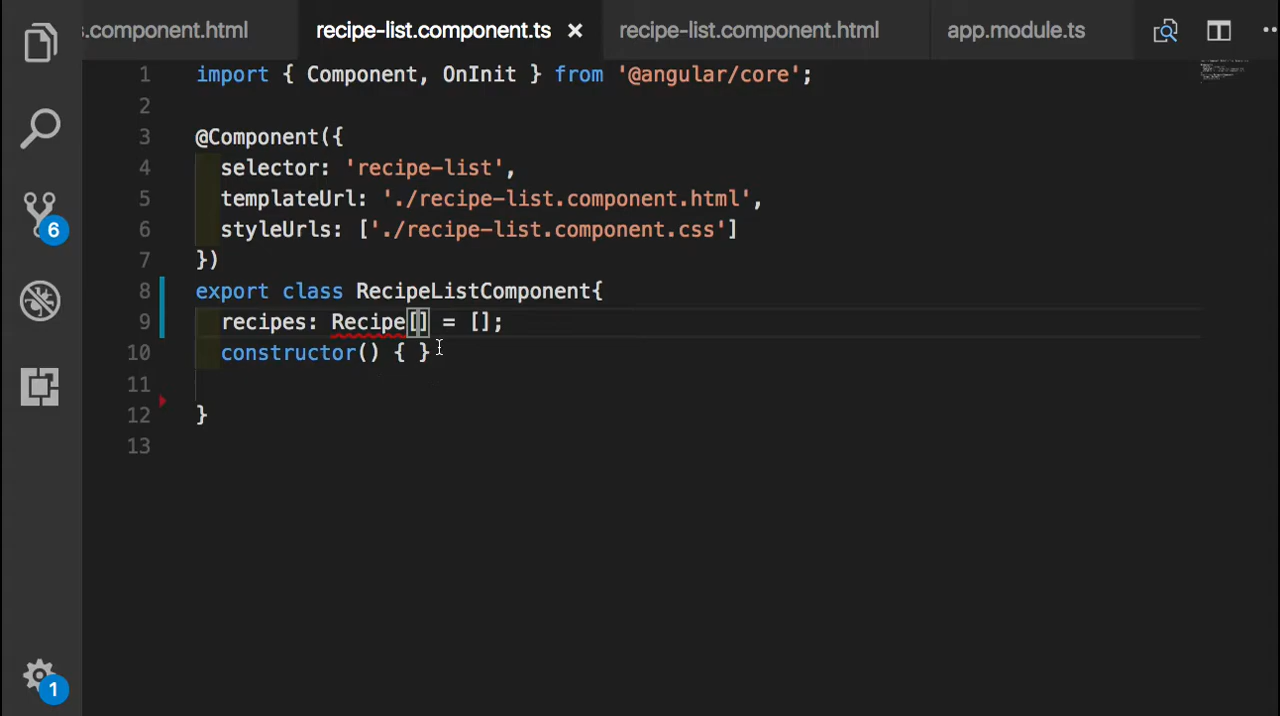 s.component.html recipe-list.component.ts × recipe-list.component.html app.module.ts
1 import { Component, OnInit } from '@angular/core';
2
3 @Component({
4 selector: 'recipe-list',
5 templateUrl: './recipe-list.component.html',
6 styleUrls: ['./recipe-list.component.css']
7 })
8 export class RecipeListComponent{
9 recipes: Recipe[] = [];
10 constructor() { }
11
12 }
13
6
1